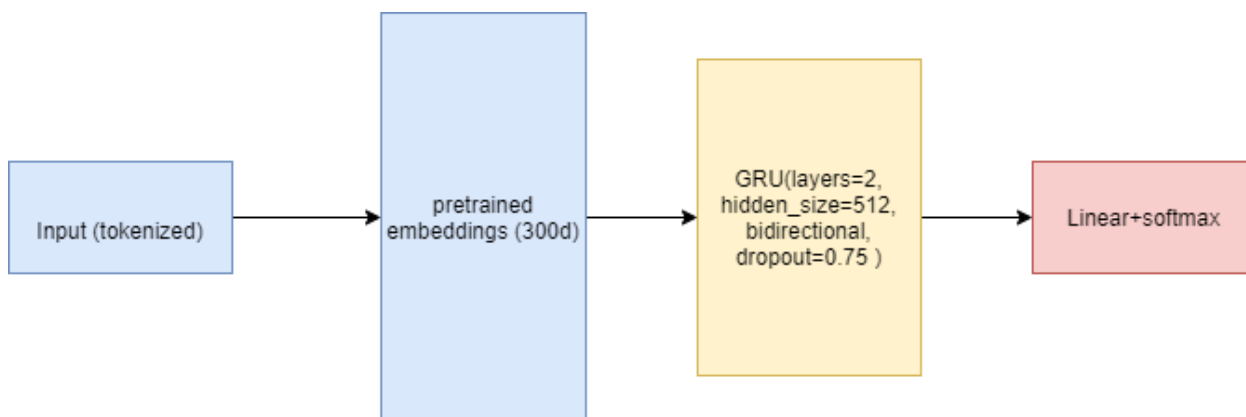 Input (tokenized)
pretrained
embeddings (300d)
GRU(layers=2,
hidden_size=512,
bidirectional,
dropout=0.75 )
Linear+softmax